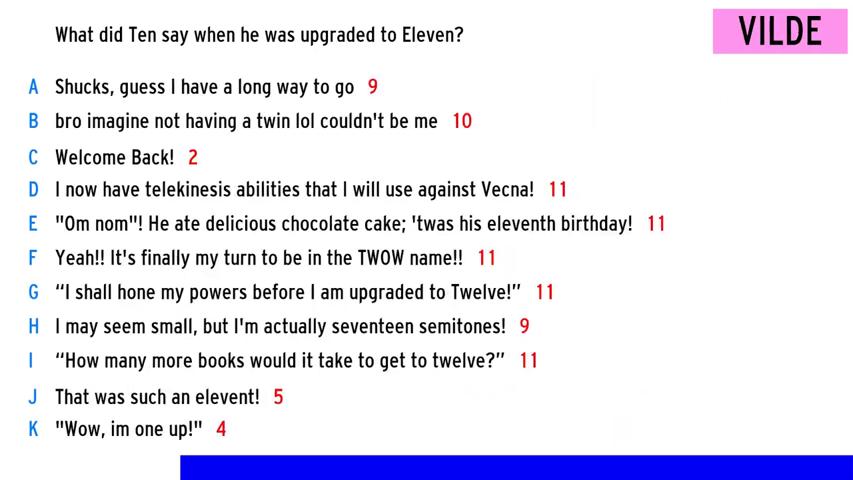 What did Ten say when he was upgraded to Eleven?
VILDE
A Shucks, guess I have a long way to go 9
B bro imagine not having a twin lol couldn't be me 10
C Welcome Back! 2
D I now have telekinesis abilities that I will use against Vecna! 11
E "Om nom"! He ate delicious chocolate cake; 'twas his eleventh birthday! 11
F Yeah!! It's finally my turn to be in the TWOW name!! 11
G “I shall hone my powers before I am upgraded to Twelve!” 11
H I may seem small, but I'm actually seventeen semitones! 9
I “How many more books would it take to get to twelve?” 11
J That was such an elevent! 5
K "Wow, im one up!" 4